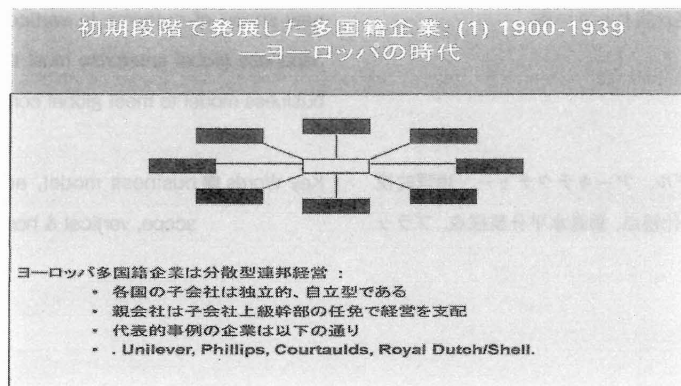 初期段階で発展した多国籍企業: (1) 1900-1939
―ヨーロッパの時代
ヨーロッパ多国籍企業は分散型連邦経営：
• 各国の子会社は独立的、自立型である
• 親会社は子会社上級幹部の任免で経営を支配
• 代表的事例の企業は以下の通り
• . Unilever, Phillips, Courtaulds, Royal Dutch/Shell.